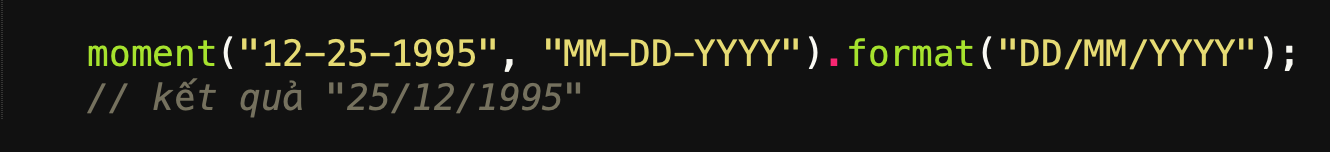 moment("12-25-1995", "MM-DD-YYYY").format("DD/MM/YYYY");
// kết quả "25/12/1995"